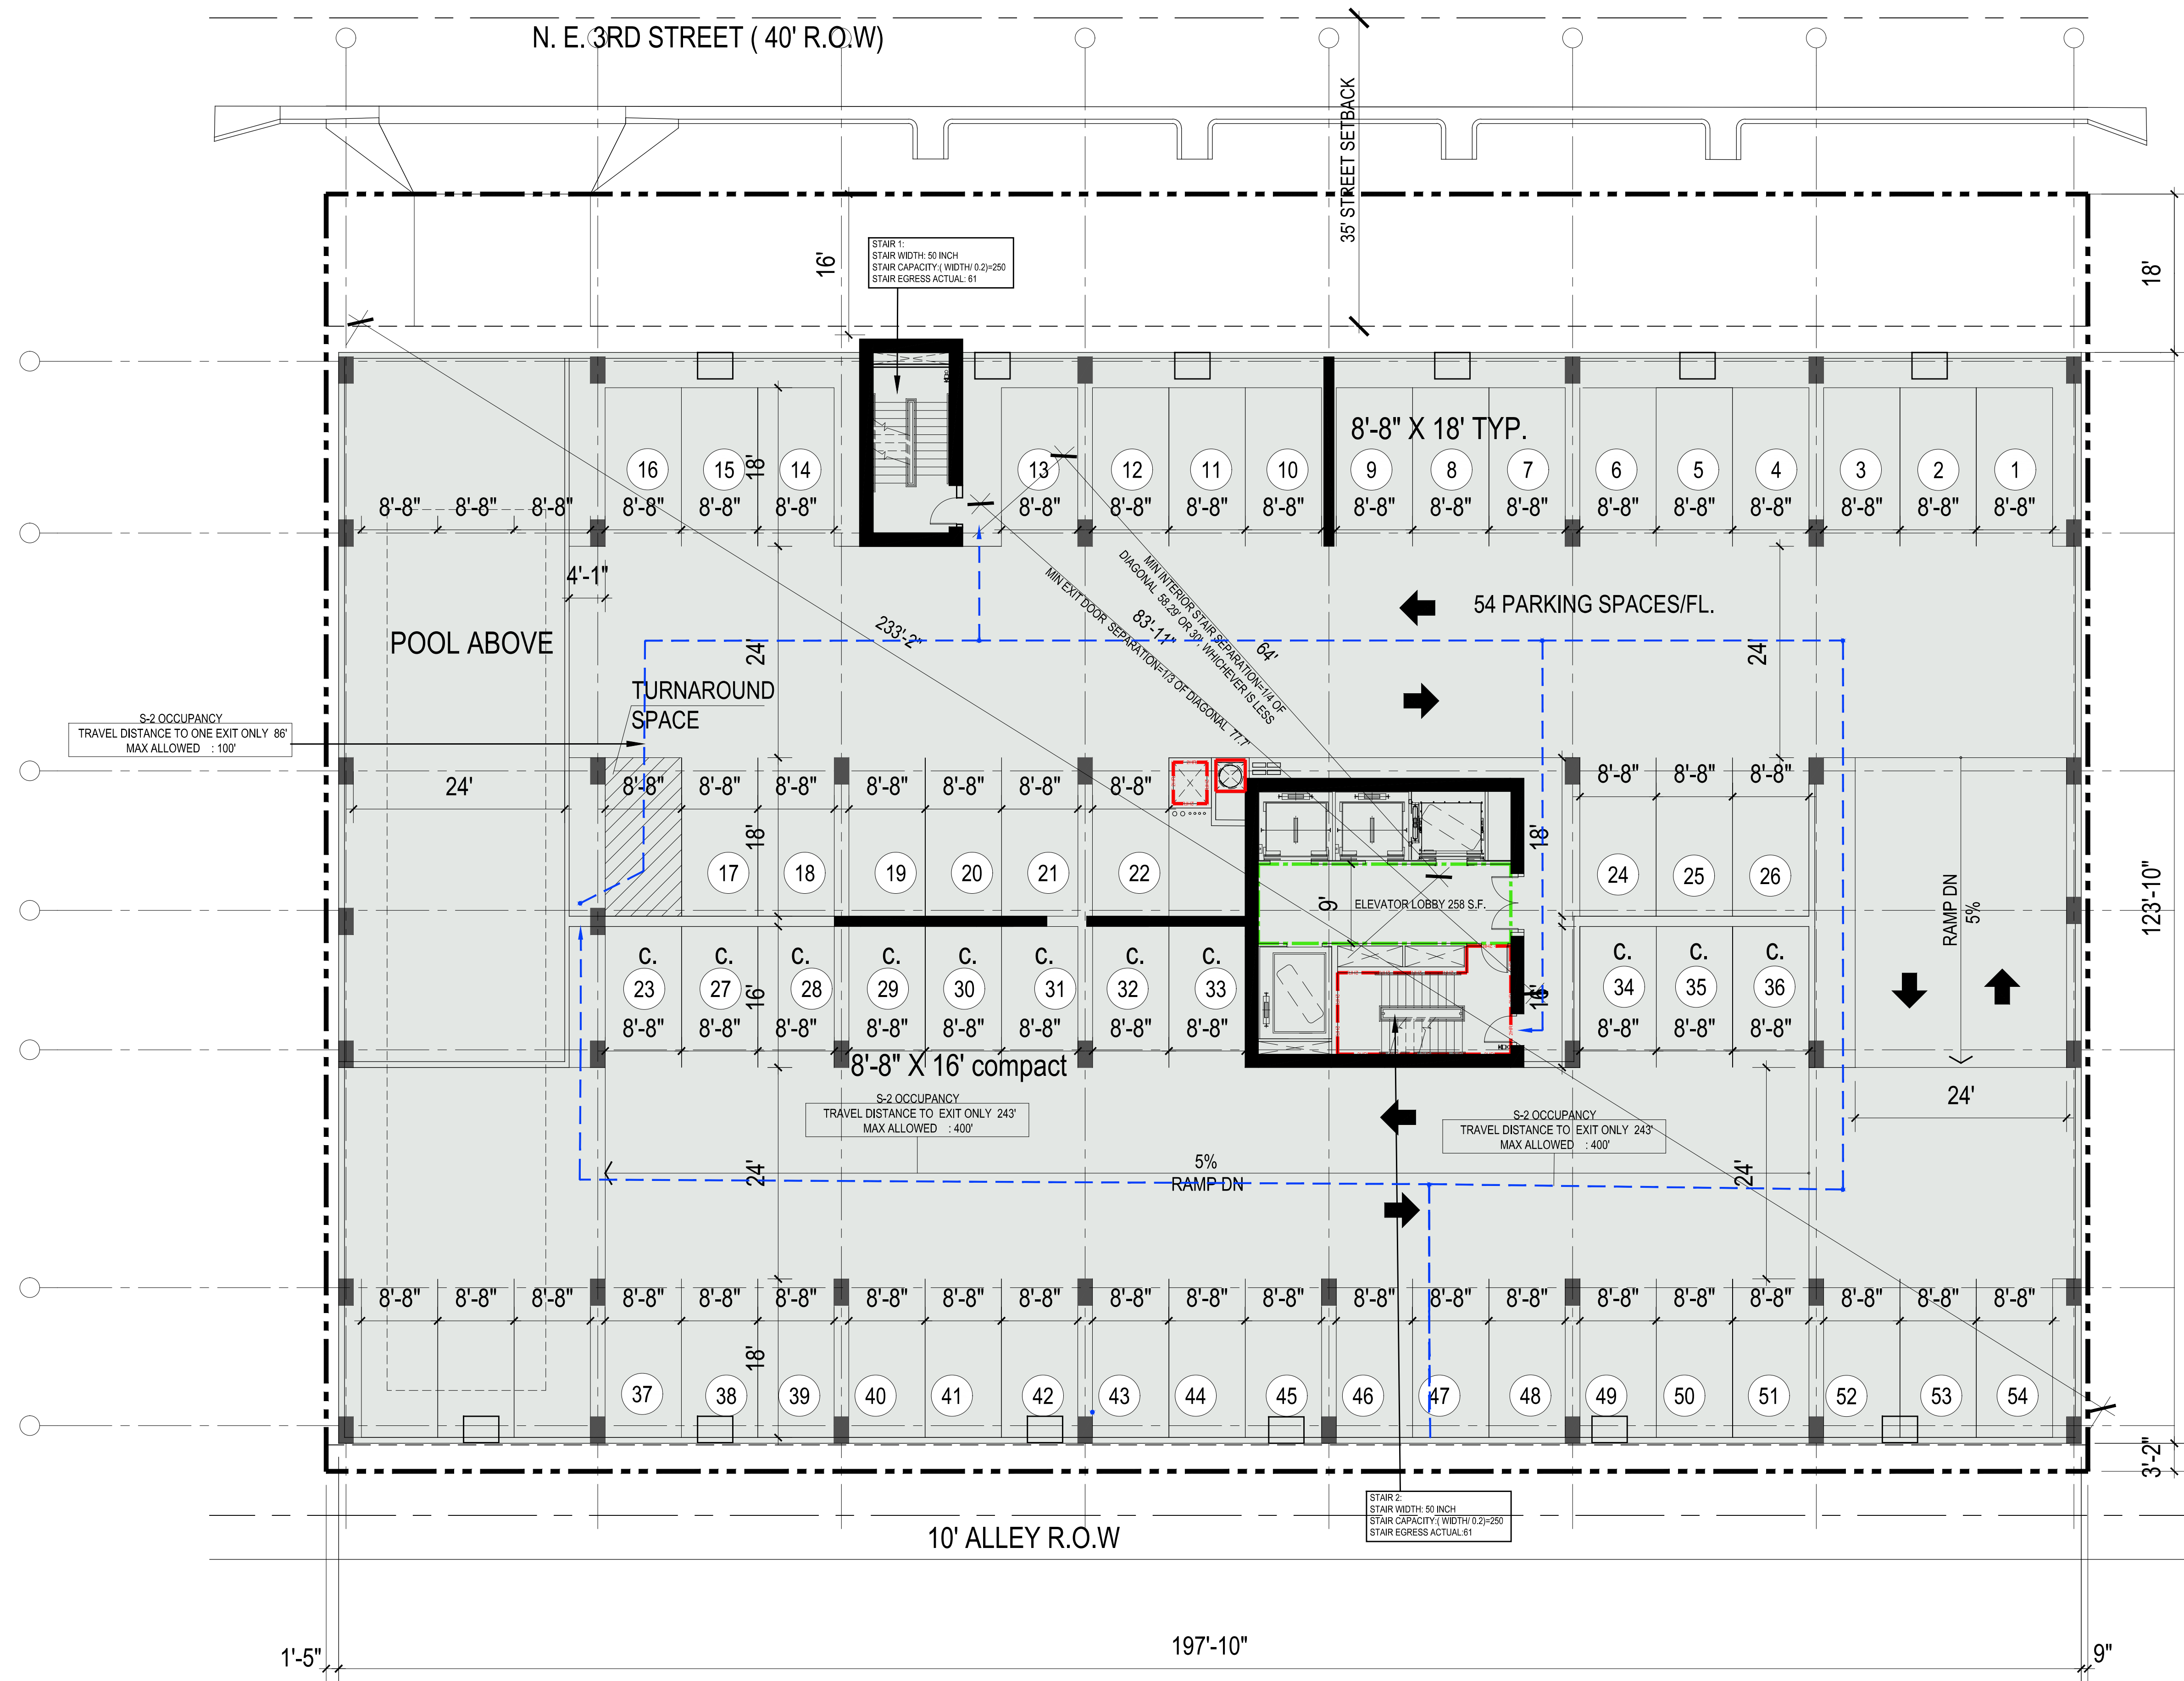 N. E. 3RD STREET ( 40' R.O.W)
35' STREET SETBACK
16'
18'
STAIR 1:
STAIR WIDTH: 50 INCH
STAIR CAPACITY:( WIDTH/ 0.2)=250
STAIR EGRESS ACTUAL: 61
8'-8" X 18' TYP.
16 15 14 13 12 11 10 9 8 7 6 5 4 3 2 1
18'
8'-8" 8'-8" 8'-8" 8'-8" 8'-8" 8'-8" 8'-8" 8'-8" 8'-8" 8'-8" 8'-8" 8'-8" 8'-8" 8'-8" 8'-8" 8'-8" 8'-8" 8'-8" 8'-8"
4'-1"
POOL ABOVE
233'-2"
MIN EXIT DOOR SEPARATION=1/3 OF DIAGONAL 77.7'
83'-11"
MIN INTERIOR STAIR SEPARATION=1/4 OF
DIAGONAL 58.29' OR 30', WHICHEVER IS LESS
64'
54 PARKING SPACES/FL.
24'
24'
TURNAROUND
SPACE
S-2 OCCUPANCY
TRAVEL DISTANCE TO ONE EXIT ONLY 86'
MAX ALLOWED : 100'
24'
8'-8" 8'-8" 8'-8" 8'-8" 8'-8" 8'-8" 8'-8" 8'-8" 8'-8" 8'-8"
18'
18'
17 18 19 20 21 22 24 25 26
9'
ELEVATOR LOBBY 258 S.F.
RAMP DN
5%
123'-10"
C. C. C. C. C. C. C. C. C. C. C.
23 27 28 29 30 31 32 33 34 35 36
16'
16'
8'-8" 8'-8" 8'-8" 8'-8" 8'-8" 8'-8" 8'-8" 8'-8" 8'-8" 8'-8" 8'-8"
8'-8" X 16' compact
24'
S-2 OCCUPANCY
TRAVEL DISTANCE TO EXIT ONLY 243'
MAX ALLOWED : 400'
S-2 OCCUPANCY
TRAVEL DISTANCE TO EXIT ONLY 243'
MAX ALLOWED : 400'
24'
5%
RAMP DN
24'
8'-8" 8'-8" 8'-8" 8'-8" 8'-8" 8'-8" 8'-8" 8'-8" 8'-8" 8'-8" 8'-8" 8'-8" 8'-8" 8'-8" 8'-8" 8'-8" 8'-8" 8'-8" 8'-8" 8'-8" 8'-8"
18'
37 38 39 40 41 42 43 44 45 46 47 48 49 50 51 52 53 54
3'-2"
STAIR 2:
STAIR WIDTH: 50 INCH
STAIR CAPACITY:( WIDTH/ 0.2)=250
STAIR EGRESS ACTUAL:61
10' ALLEY R.O.W
1'-5"
197'-10"
9"